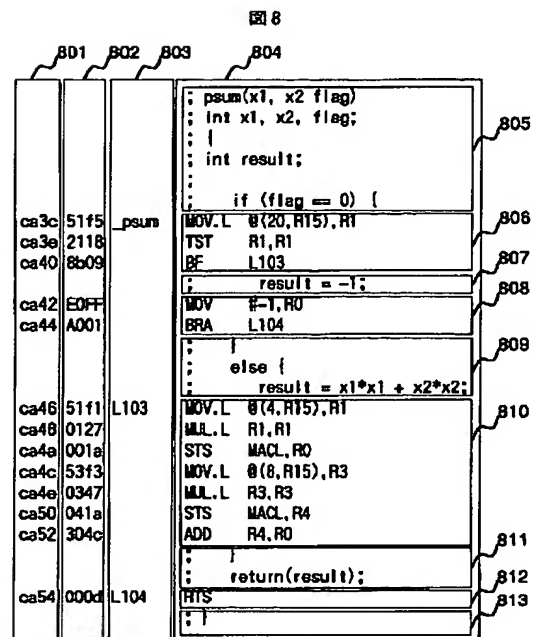 図8
801 802 803 804
; psum(x1, x2 flag)
; int x1, x2, flag;
; {
; int result;
;
; if (flag == 0) {
805
ca3c 51f5 _psum MOV.L @(20,R15),R1 806
ca3e 2118 TST R1,R1
ca40 8b09 BF L103
; result = -1; 807
ca42 E0FF MOV #-1,R0 808
ca44 A001 BRA L104
; }
; else { 809
; result = x1*x1 + x2*x2;
ca46 51f1 L103 MOV.L @(4,R15),R1 810
ca48 0127 MUL.L R1,R1
ca4a 001a STS MACL,R0
ca4c 53f3 MOV.L @(8,R15),R3
ca4e 0347 MUL.L R3,R3
ca50 041a STS MACL,R4
ca52 304c ADD R4,R0
; } 811
; return(result);
ca54 000d L104 RTS 812
; } 813